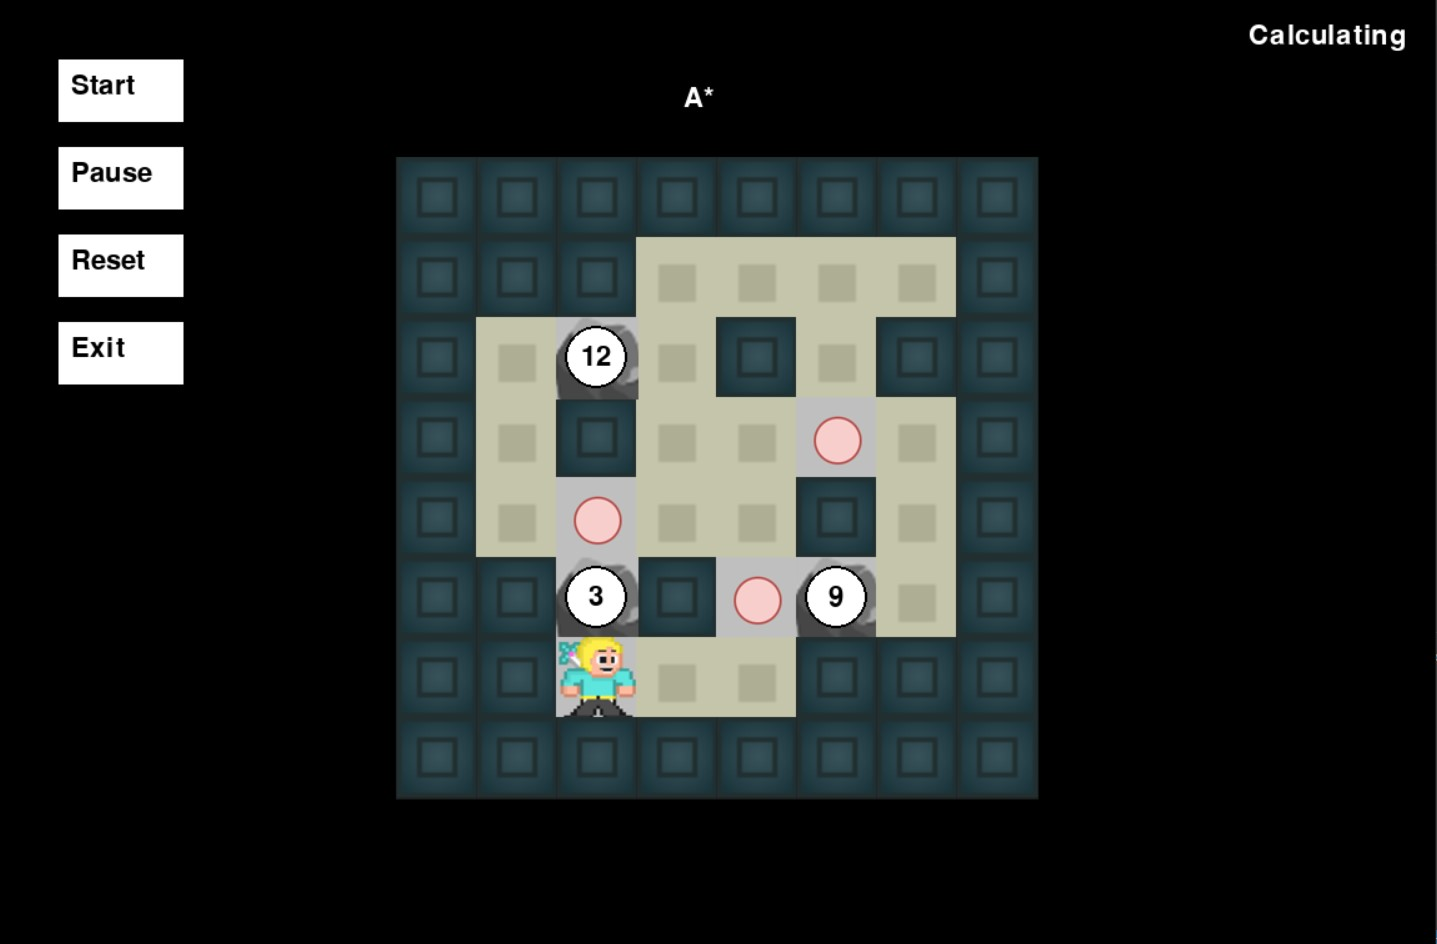 Calculating
Start
A*
Pause
Reset
Exit
12
3
9